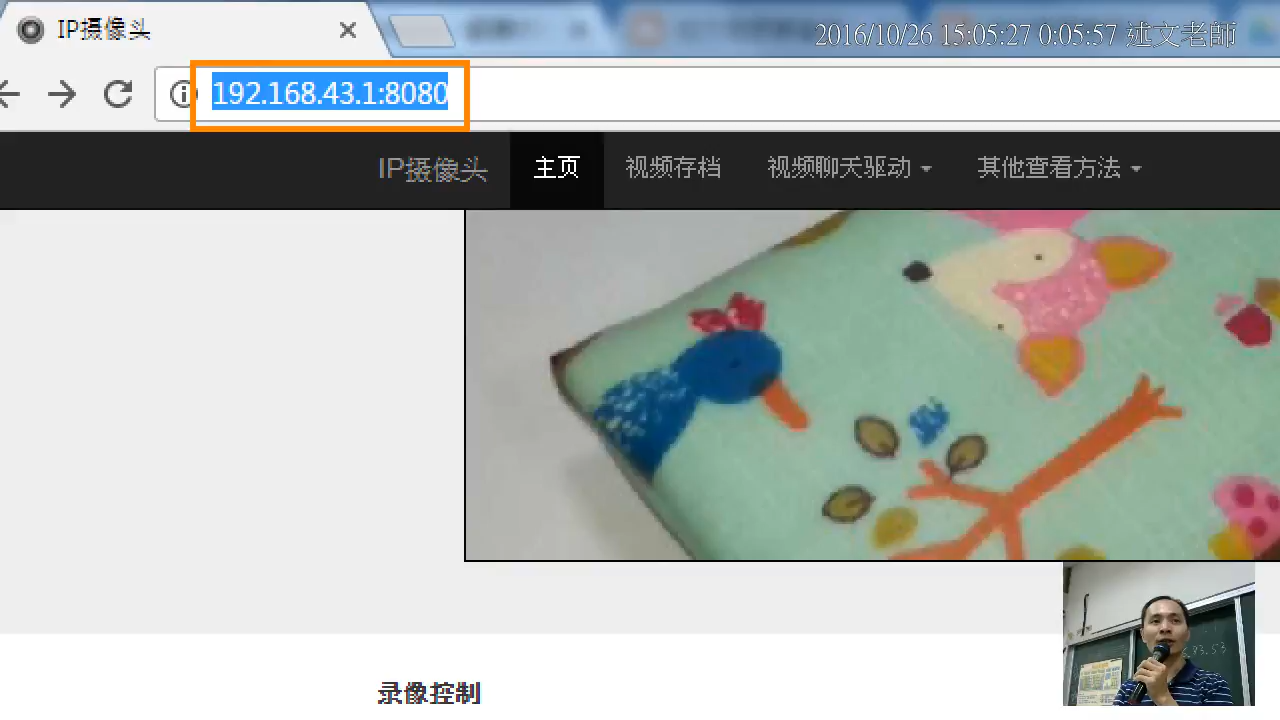 IP摄像头
2016/10/26 15:05:27 0:05:57 述文老師
192.168.43.1:8080
IP摄像头 主页 视频存档 视频聊天驱动 其他查看方法
录像控制